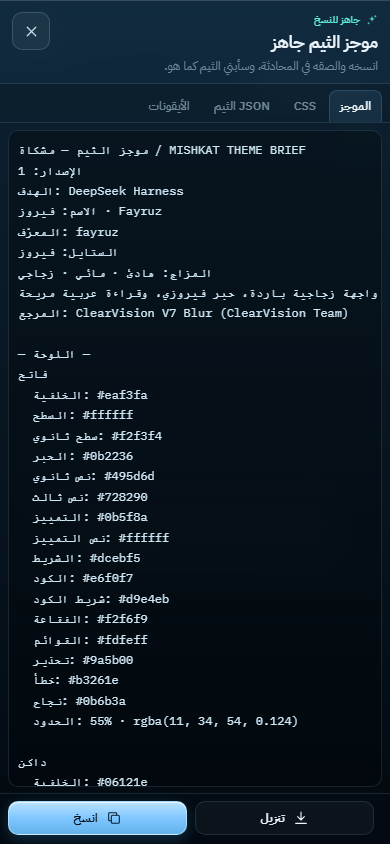 جاهز للنسخ
موجز الثيم جاهز
انسخه والصقه في المحادثة، وسأبني الثيم كما هو.
الموجز
CSS
JSON الثيم
الأيقونات
موجز الثيم — مشكاة / MISHKAT THEME BRIEF
الإصدار: 1
الهدف: DeepSeek Harness
الاسم: فيروز · Fayruz
المعرّف: fayruz
الستايل: فيروز
المزاج: هادئ · مائي · زجاجي
واجهة زجاجية باردة، حبر فيروزي، وقراءة عربية مريحة
المرجع: ClearVision V7 Blur (ClearVision Team)
— اللوحة —
فاتح
الخلفية: #eaf3fa
السطح: #ffffff
سطح ثانوي: #f2f3f4
الحبر: #0b2236
نص ثانوي: #495d6d
نص ثالث: #728290
التمييز: #0b5f8a
نص التمييز: #ffffff
الشريط: #dcebf5
الكود: #e6f0f7
شريط الكود: #d9e4eb
الفقاعة: #f2f6f9
القوائم: #fdfeff
تحذير: #9a5b00
خطأ: #b3261e
نجاح: #0b6b3a
الحدود: 55% · rgba(11, 34, 54, 0.124)
داكن
الخلفية: #06121e
انسخ
تنزيل